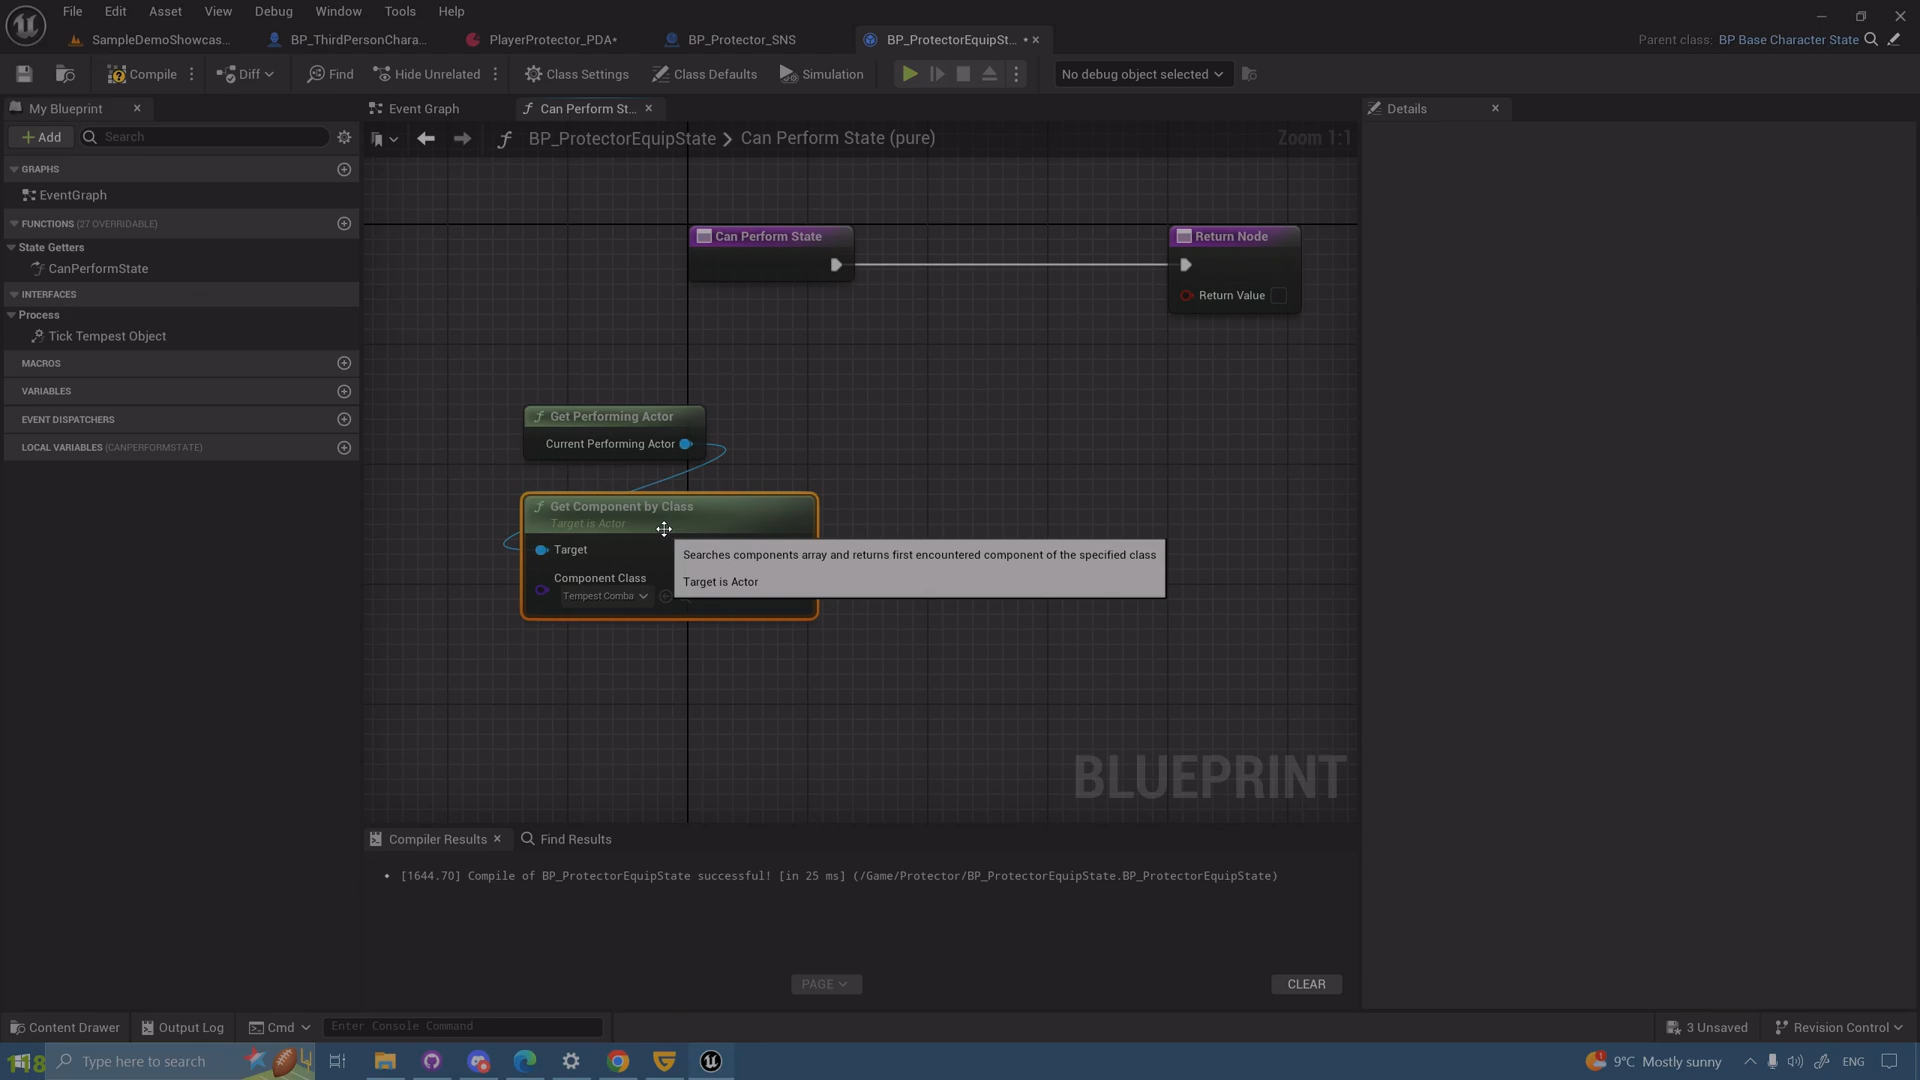 File Edit Asset View Debug Window Tools Help
SampleDemoShowcas... BP_ThirdPersonChara... PlayerProtector_PDA* BP_Protector_SNS BP_ProtectorEquipSt... • Parent class: BP Base Character State
Compile Diff Find Hide Unrelated Class Settings Class Defaults Simulation No debug object selected
My Blueprint Event Graph Can Perform St... Details
+ Add Search
BP_ProtectorEquipState > Can Perform State (pure) Zoom 1:1
GRAPHS
EventGraph
FUNCTIONS (27 OVERRIDABLE)
State Getters
CanPerformState
INTERFACES
Process
Tick Tempest Object
MACROS
VARIABLES
EVENT DISPATCHERS
LOCAL VARIABLES (CANPERFORMSTATE)
Can Perform State
Return Node
Return Value
Get Performing Actor
Current Performing Actor
Get Component by Class
Target is Actor
Target
Component Class
Tempest Comba
Searches components array and returns first encountered component of the specified class
Target is Actor
BLUEPRINT
Compiler Results Find Results
[1644.70] Compile of BP_ProtectorEquipState successful! [in 25 ms] (/Game/Protector/BP_ProtectorEquipState.BP_ProtectorEquipState)
PAGE CLEAR
Content Drawer Output Log Cmd Enter Console Command 3 Unsaved Revision Control
Type here to search 9°C Mostly sunny ENG